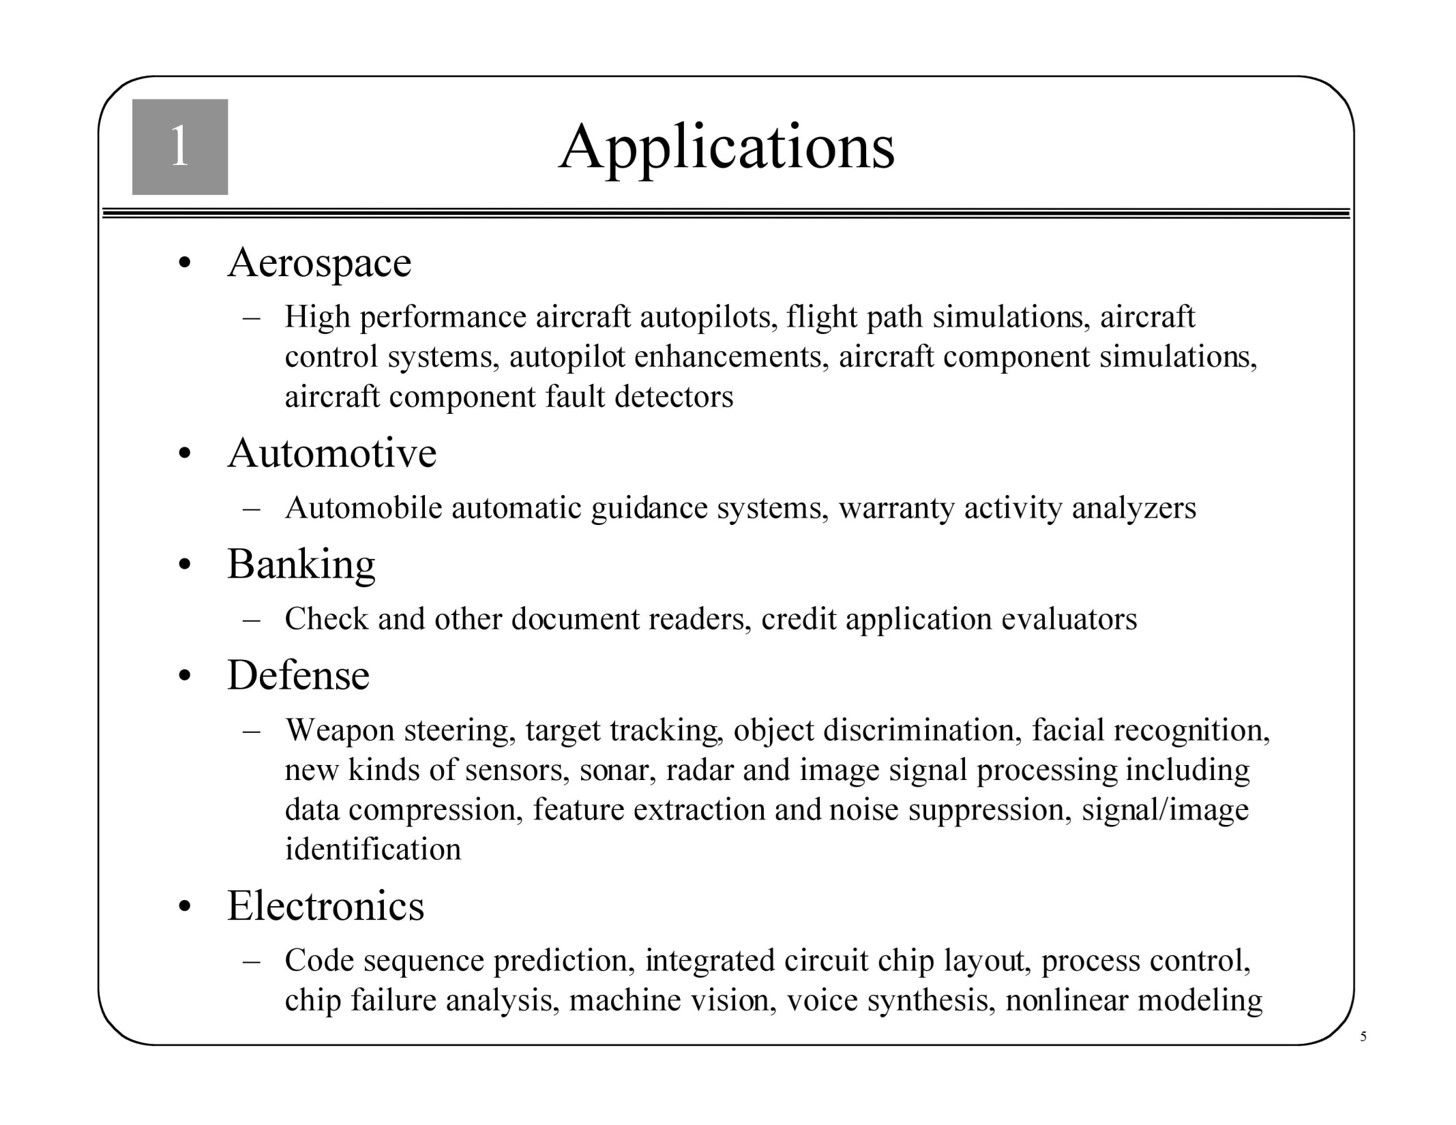 1
Applications
• Aerospace
– High performance aircraft autopilots, flight path simulations, aircraft
control systems, autopilot enhancements, aircraft component simulations,
aircraft component fault detectors
• Automotive
– Automobile automatic guidance systems, warranty activity analyzers
• Banking
– Check and other document readers, credit application evaluators
• Defense
– Weapon steering, target tracking, object discrimination, facial recognition,
new kinds of sensors, sonar, radar and image signal processing including
data compression, feature extraction and noise suppression, signal/image
identification
• Electronics
– Code sequence prediction, integrated circuit chip layout, process control,
chip failure analysis, machine vision, voice synthesis, nonlinear modeling
5